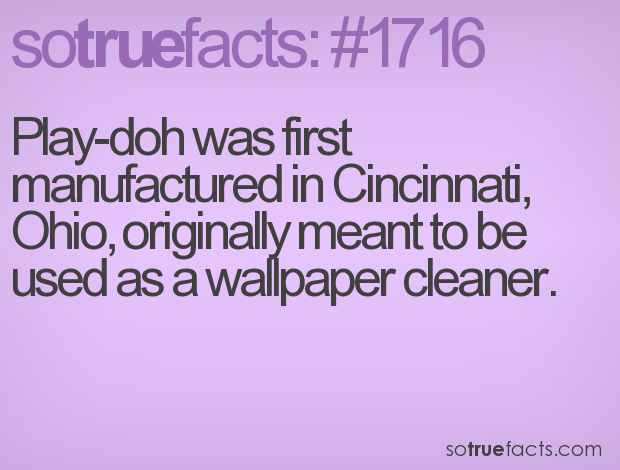 sotruefacts: #1716
Play-doh was first
manufactured in Cincinnati,
Ohio, originally meant to be
used as a wallpaper cleaner.
sotruefacts.com